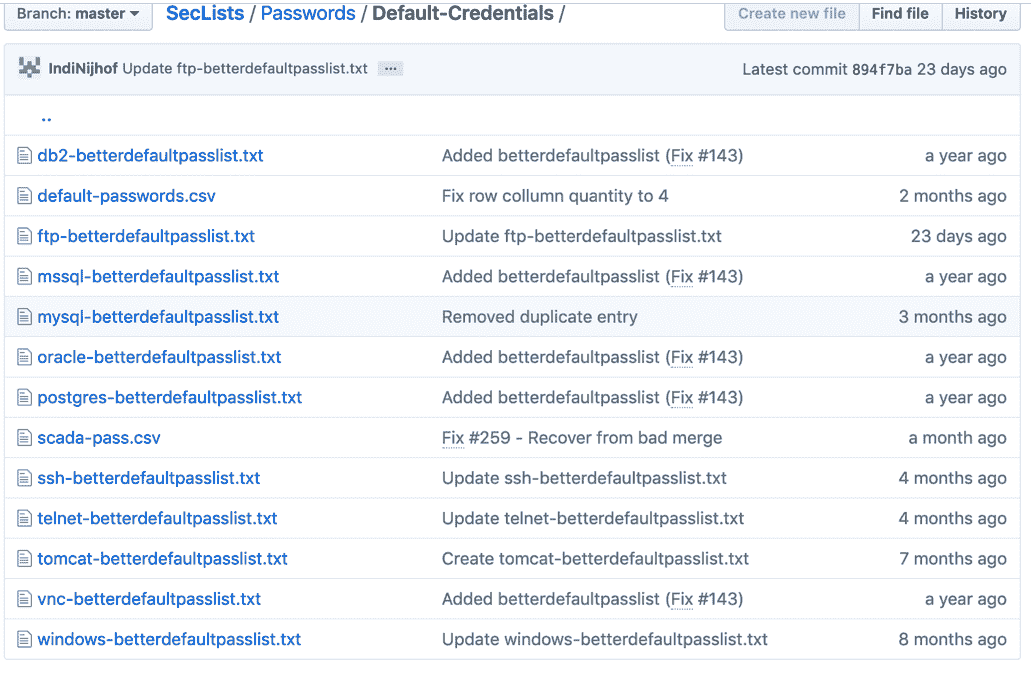 Branch: master SecLists / Passwords / Default-Credentials / Create new file Find file History
IndiNijhof Update ftp-betterdefaultpasslist.txt ... Latest commit 894f7ba 23 days ago
..
db2-betterdefaultpasslist.txt Added betterdefaultpasslist (Fix #143) a year ago
default-passwords.csv Fix row collumn quantity to 4 2 months ago
ftp-betterdefaultpasslist.txt Update ftp-betterdefaultpasslist.txt 23 days ago
mssql-betterdefaultpasslist.txt Added betterdefaultpasslist (Fix #143) a year ago
mysql-betterdefaultpasslist.txt Removed duplicate entry 3 months ago
oracle-betterdefaultpasslist.txt Added betterdefaultpasslist (Fix #143) a year ago
postgres-betterdefaultpasslist.txt Added betterdefaultpasslist (Fix #143) a year ago
scada-pass.csv Fix #259 - Recover from bad merge a month ago
ssh-betterdefaultpasslist.txt Update ssh-betterdefaultpasslist.txt 4 months ago
telnet-betterdefaultpasslist.txt Update telnet-betterdefaultpasslist.txt 4 months ago
tomcat-betterdefaultpasslist.txt Create tomcat-betterdefaultpasslist.txt 7 months ago
vnc-betterdefaultpasslist.txt Added betterdefaultpasslist (Fix #143) a year ago
windows-betterdefaultpasslist.txt Update windows-betterdefaultpasslist.txt 8 months ago